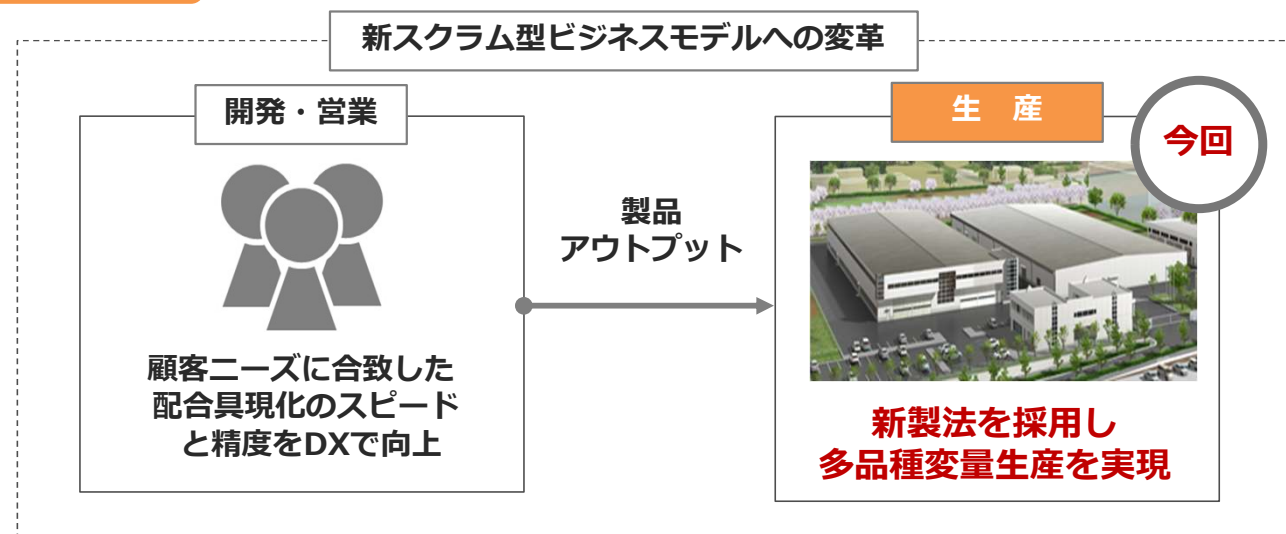 新スクラム型ビジネスモデルへの変革
開発・営業
顧客ニーズに合致した
配合具現化のスピード
と精度をDXで向上
製品
アウトプット
生 産
今回
新製法を採用し
多品種変量生産を実現